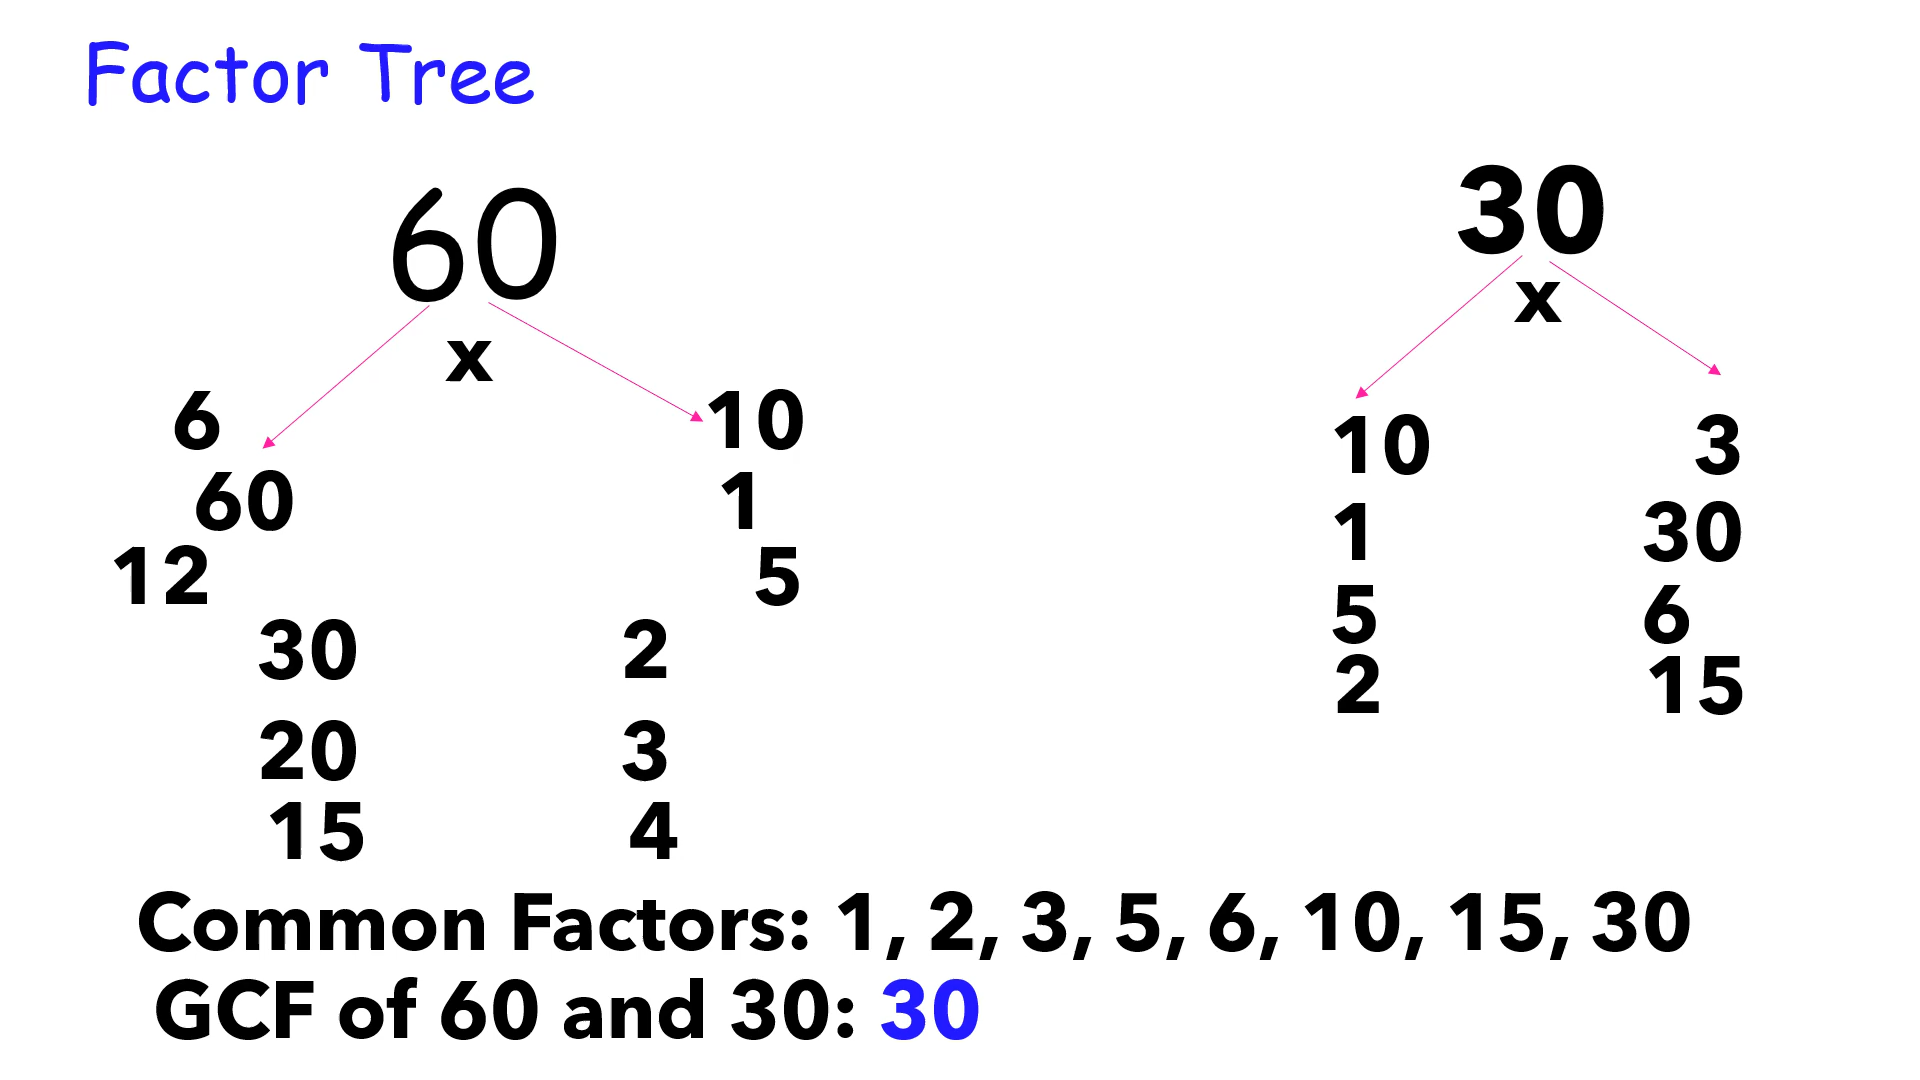 Factor Tree
60
x
6 10
60 1
12 5
30 2
20 3
15 4
30
x
10 3
1 30
5 6
2 15
Common Factors: 1, 2, 3, 5, 6, 10, 15, 30
GCF of 60 and 30: 30